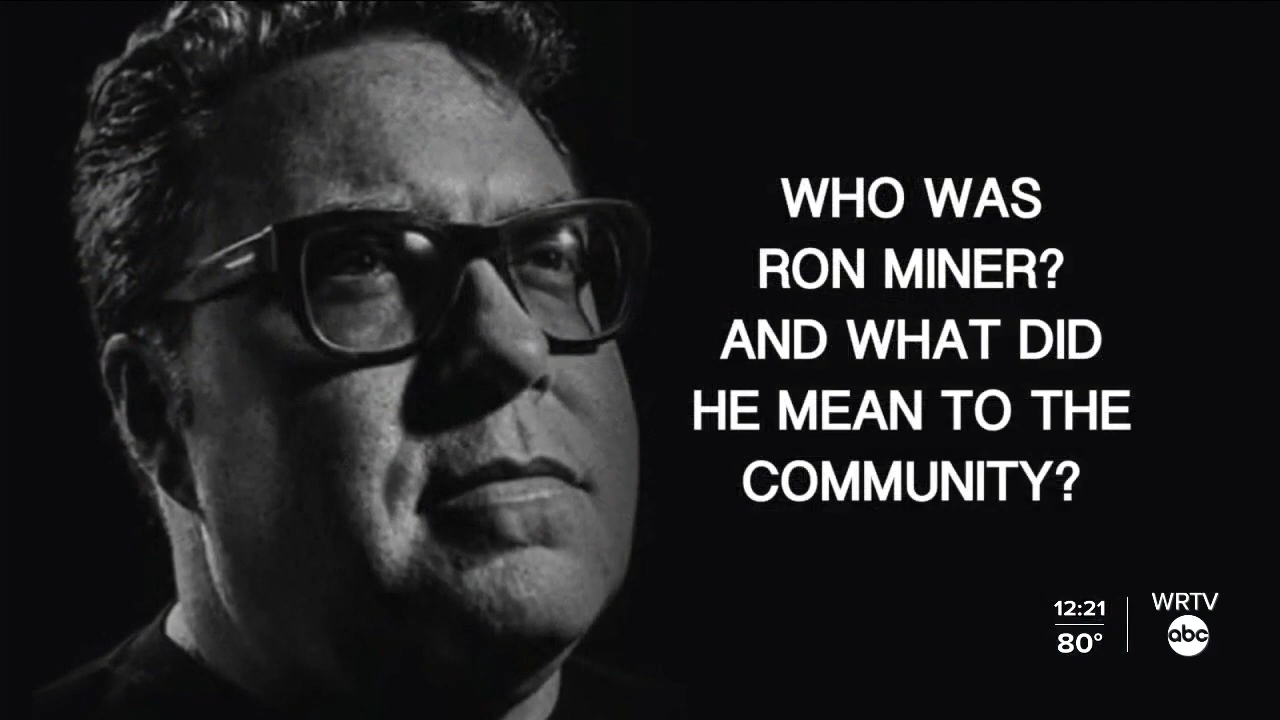 WHO WAS
RON MINER?
AND WHAT DID
HE MEAN TO THE
COMMUNITY?
12:21
80°
WRTV
abc